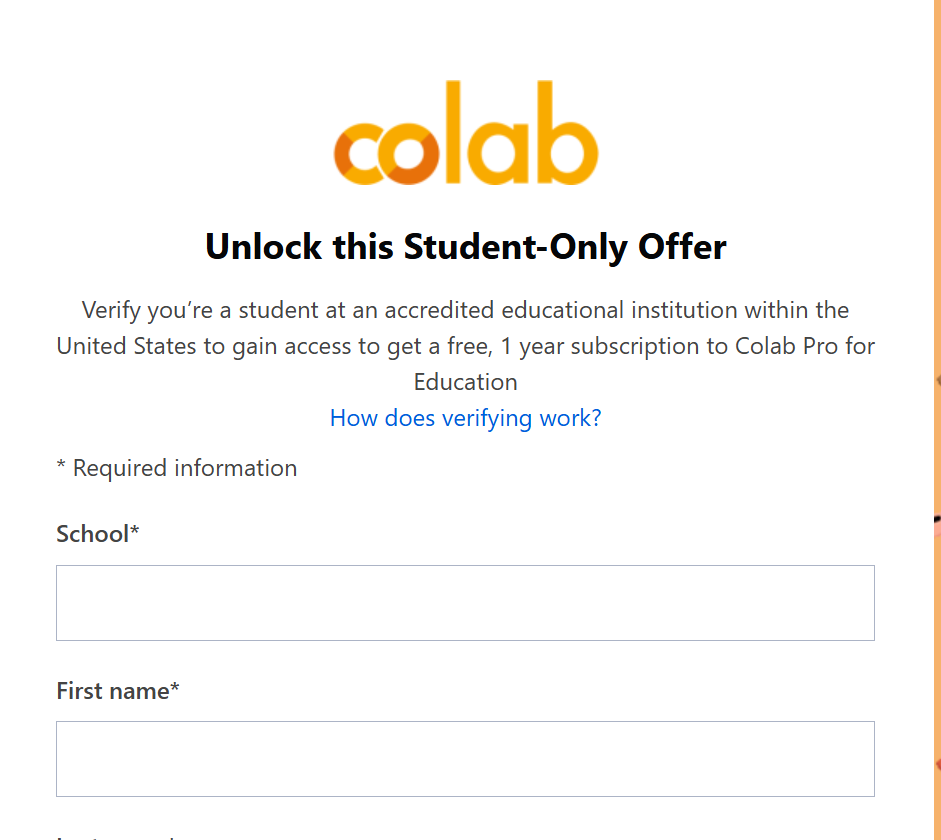 colab
Unlock this Student-Only Offer
Verify you’re a student at an accredited educational institution within the
United States to gain access to get a free, 1 year subscription to Colab Pro for
Education
How does verifying work?
* Required information
School*
First name*